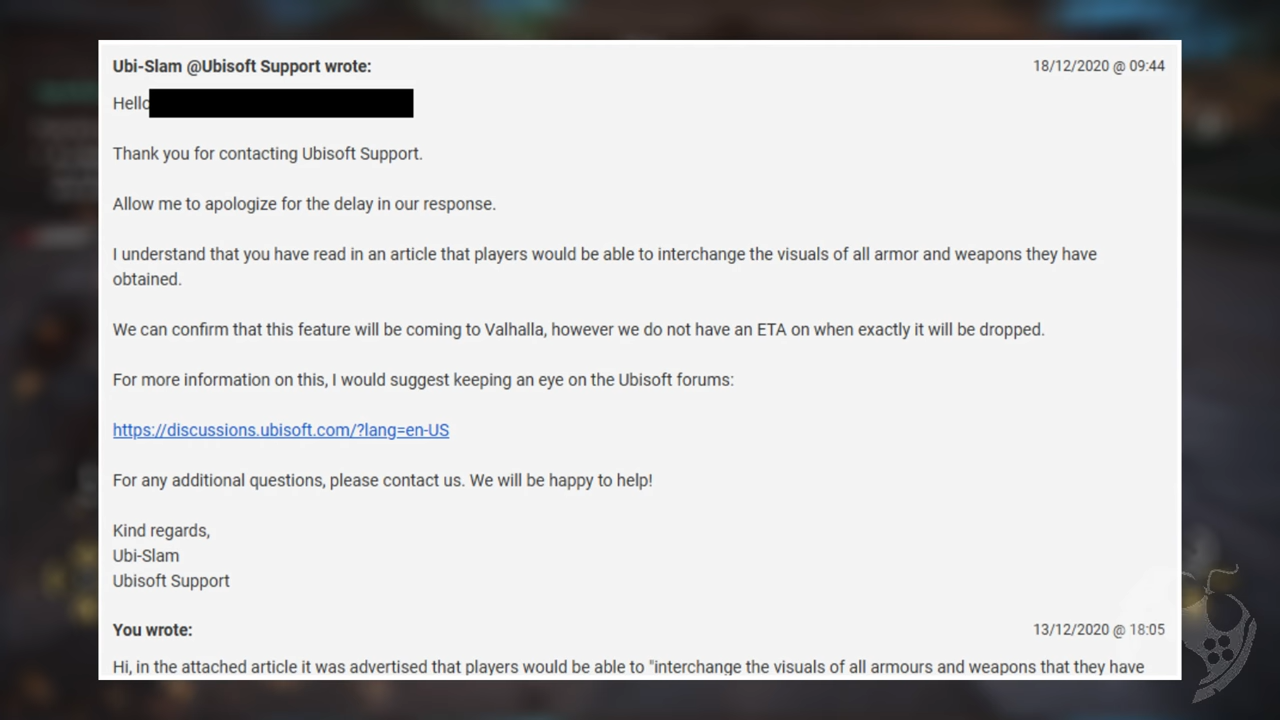 Ubi-Slam @Ubisoft Support wrote: 18/12/2020 @ 09:44
Hello
Thank you for contacting Ubisoft Support.
Allow me to apologize for the delay in our response.
I understand that you have read in an article that players would be able to interchange the visuals of all armor and weapons they have
obtained.
We can confirm that this feature will be coming to Valhalla, however we do not have an ETA on when exactly it will be dropped.
For more information on this, I would suggest keeping an eye on the Ubisoft forums:
https://discussions.ubisoft.com/?lang=en-US
For any additional questions, please contact us. We will be happy to help!
Kind regards,
Ubi-Slam
Ubisoft Support
You wrote: 13/12/2020 @ 18:05
Hi, in the attached article it was advertised that players would be able to "interchange the visuals of all armours and weapons that they have